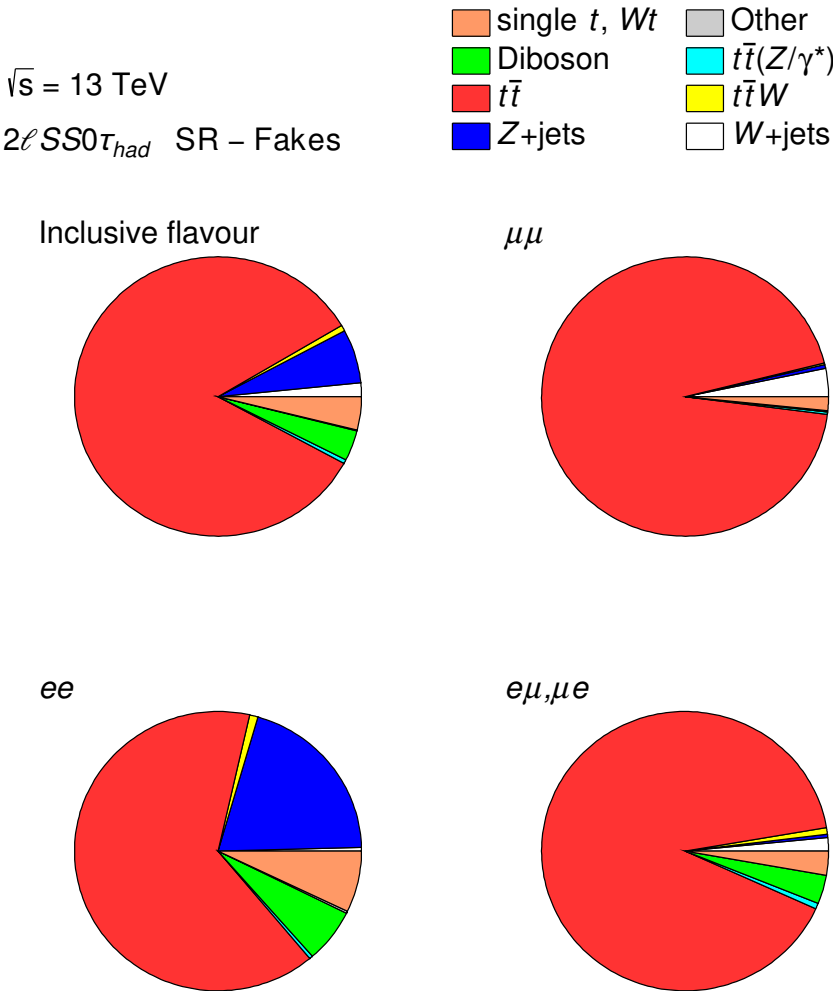 single t, Wt
Other
Diboson
tt̄(Z/γ*)
√s = 13 TeV
tt̄
tt̄W
2ℓSS0τ_had SR – Fakes
Z+jets
W+jets
Inclusive flavour
μμ
ee
eμ,μe